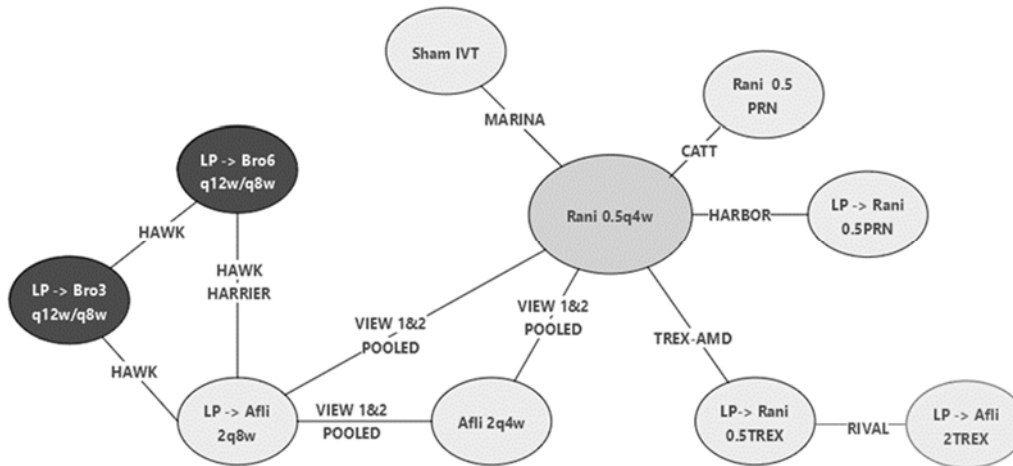 Sham IVT
Rani 0.5
PRN
MARINA
CATT
LP -> Bro6
q12w/q8w
LP -> Rani
0.5PRN
Rani 0.5q4w
HARBOR
HAWK
HAWK
HARRIER
LP -> Bro3
q12w/q8w
VIEW 1&2
POOLED
VIEW 1&2
POOLED
TREX-AMD
HAWK
LP -> Afli
2q8w
VIEW 1&2
POOLED
Afli 2q4w
LP-> Rani
0.5TREX
RIVAL
LP -> Afli
2TREX